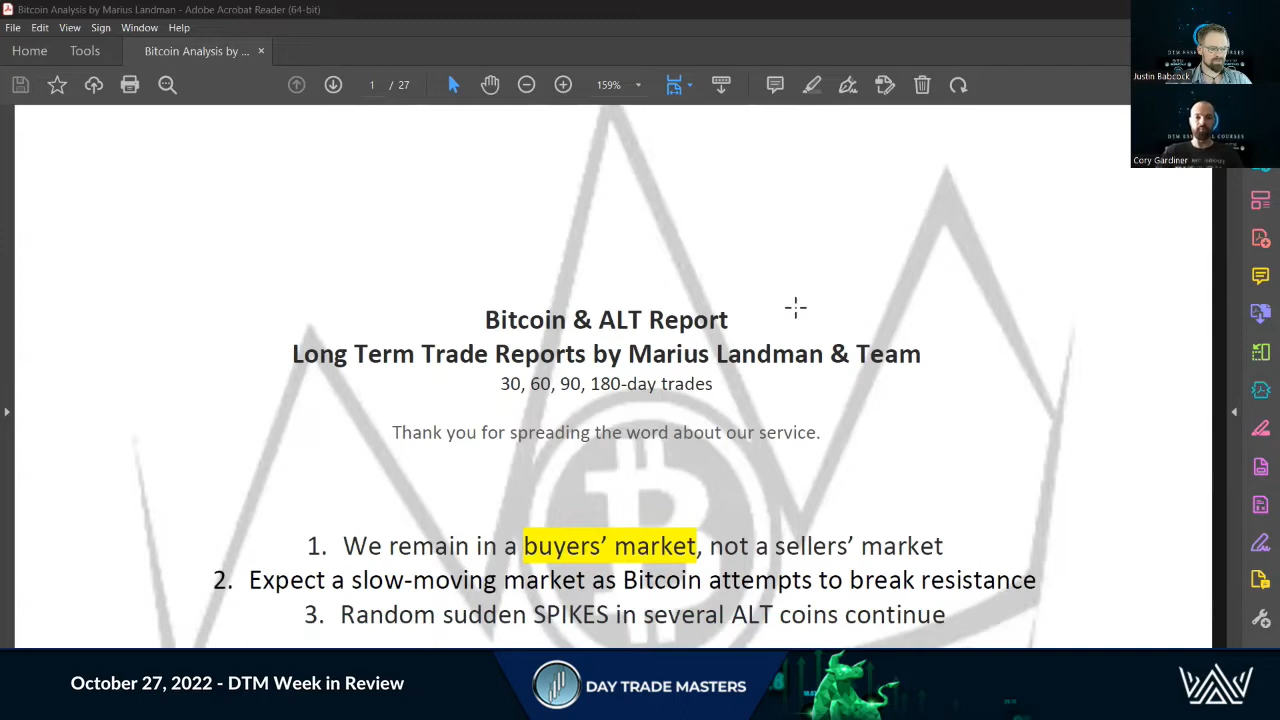 Bitcoin Analysis by Marius Landman - Adobe Acrobat Reader (64-bit)
File Edit View Sign Window Help
Home Tools Bitcoin Analysis by ... ×
1 / 27 159%
Justin Babcock
Cory Gardiner
Bitcoin & ALT Report
Long Term Trade Reports by Marius Landman & Team
30, 60, 90, 180-day trades
Thank you for spreading the word about our service.
1. We remain in a buyers’ market, not a sellers’ market
2. Expect a slow-moving market as Bitcoin attempts to break resistance
3. Random sudden SPIKES in several ALT coins continue
October 27, 2022 - DTM Week in Review
DAY TRADE MASTERS